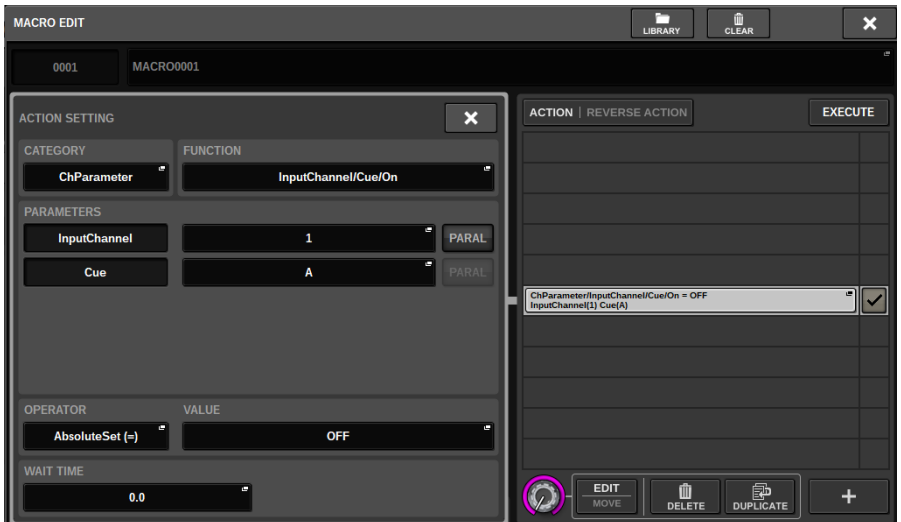 MACRO EDIT
LIBRARY
CLEAR
0001
MACRO0001
ACTION SETTING
CATEGORY
FUNCTION
ChParameter
InputChannel/Cue/On
PARAMETERS
InputChannel
1
PARAL
Cue
A
PARAL
OPERATOR
VALUE
AbsoluteSet (=)
OFF
WAIT TIME
0.0
ACTION | REVERSE ACTION
EXECUTE
ChParameter/InputChannel/Cue/On = OFF
InputChannel(1) Cue(A)
EDIT
MOVE
DELETE
DUPLICATE
+